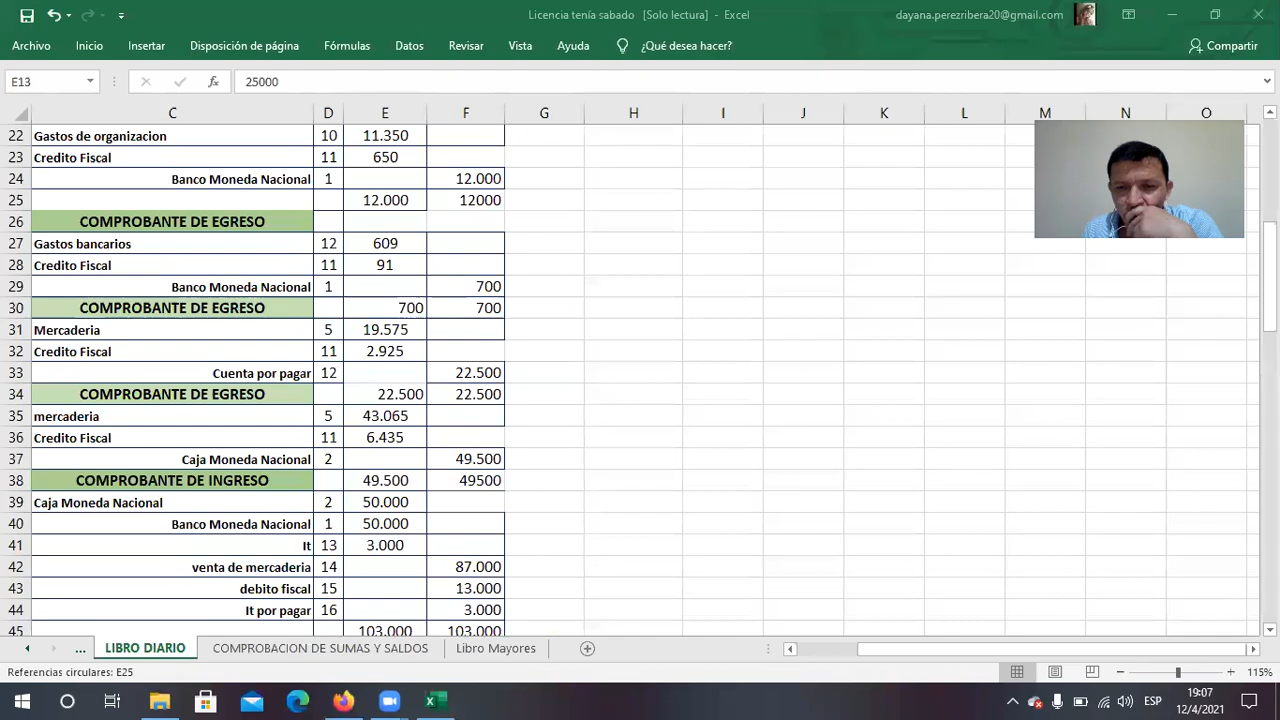 Licencia tenía sabado [Solo lectura] - Excel
dayana.perezribera20@gmail.com
Archivo Inicio Insertar Disposición de página Fórmulas Datos Revisar Vista Ayuda ¿Qué desea hacer? Compartir
E13 fx 25000
C D E F G H I J K L M N O
22 Gastos de organizacion 10 11.350
23 Credito Fiscal 11 650
24 Banco Moneda Nacional 1 12.000
25 12.000 12000
26 COMPROBANTE DE EGRESO
27 Gastos bancarios 12 609
28 Credito Fiscal 11 91
29 Banco Moneda Nacional 1 700
30 COMPROBANTE DE EGRESO 700 700
31 Mercaderia 5 19.575
32 Credito Fiscal 11 2.925
33 Cuenta por pagar 12 22.500
34 COMPROBANTE DE EGRESO 22.500 22.500
35 mercaderia 5 43.065
36 Credito Fiscal 11 6.435
37 Caja Moneda Nacional 2 49.500
38 COMPROBANTE DE INGRESO 49.500 49500
39 Caja Moneda Nacional 2 50.000
40 Banco Moneda Nacional 1 50.000
41 It 13 3.000
42 venta de mercaderia 14 87.000
43 debito fiscal 15 13.000
44 It por pagar 16 3.000
45 103.000 103.000
... LIBRO DIARIO COMPROBACION DE SUMAS Y SALDOS Libro Mayores
Referencias circulares: E25 115%
ESP 19:07
12/4/2021